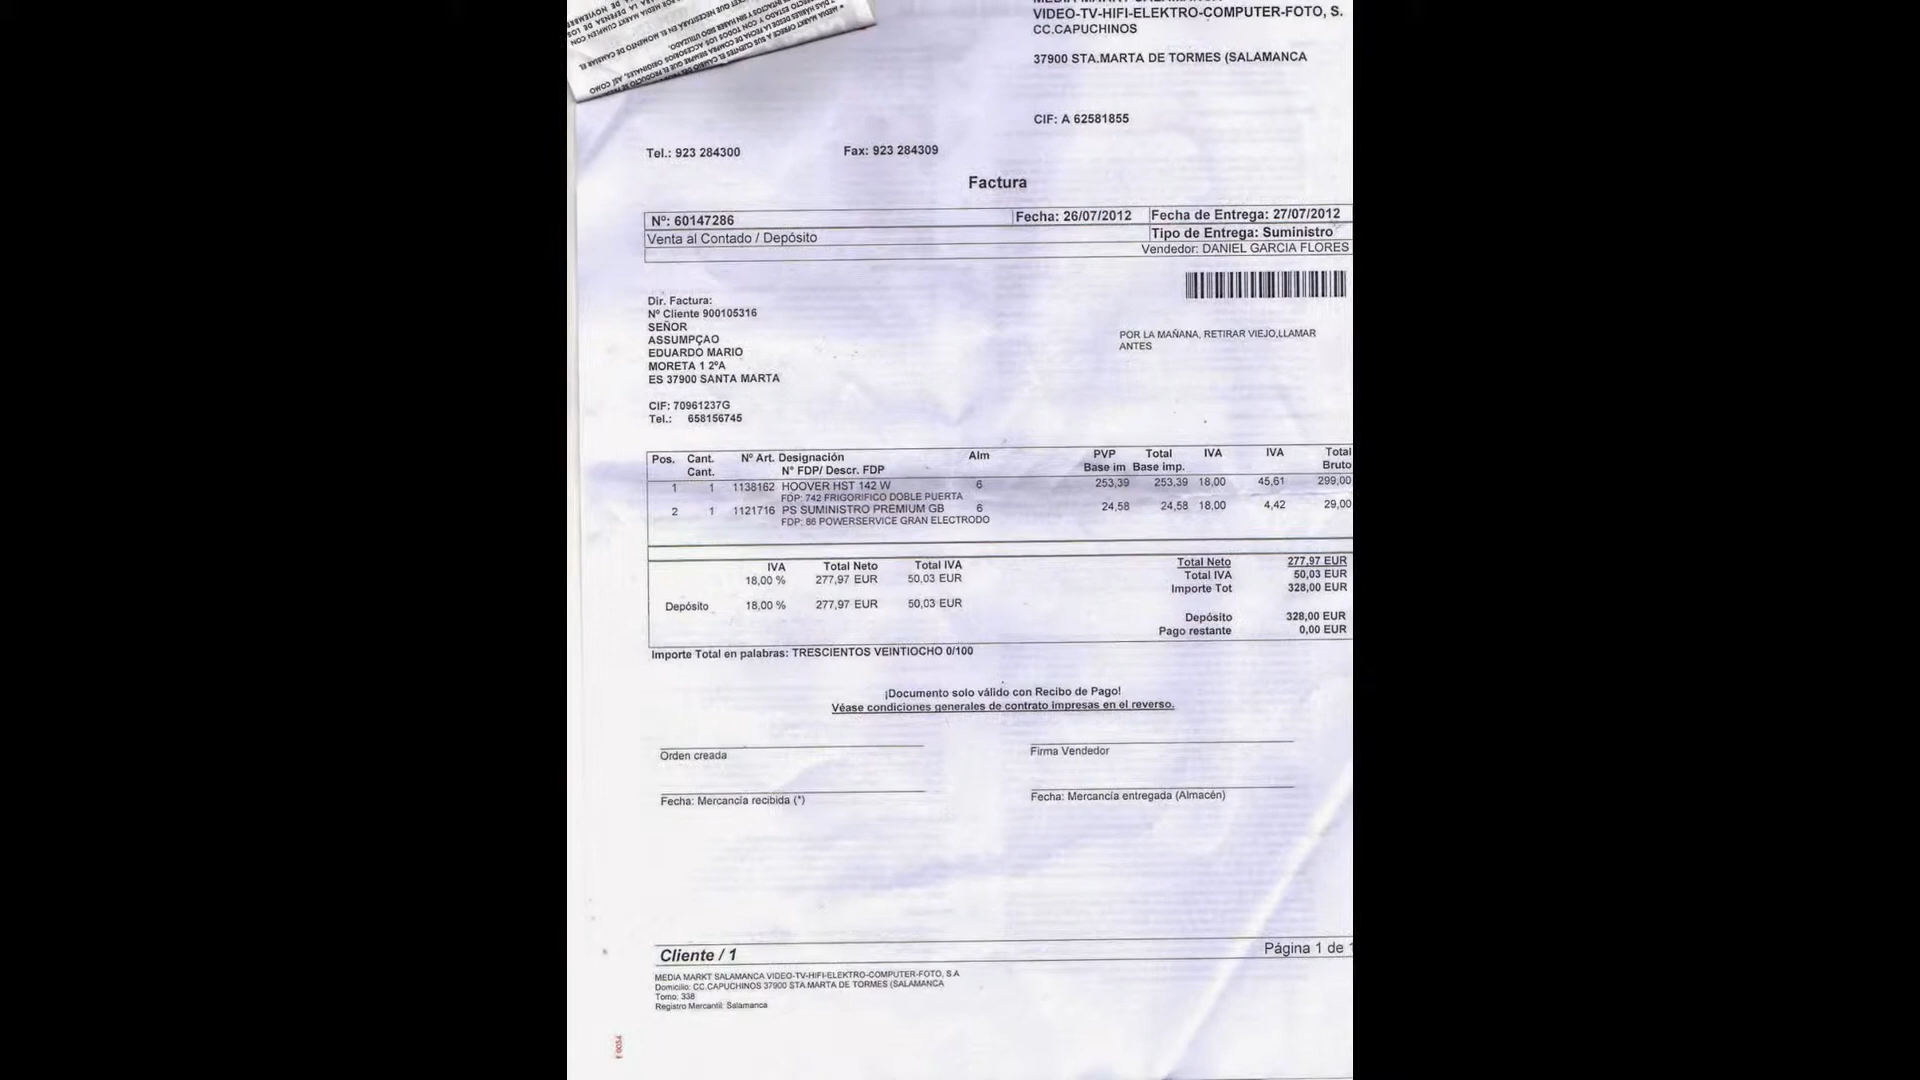 VIDEO-TV-HIFI-ELEKTRO-COMPUTER-FOTO, S.
CC.CAPUCHINOS
37900 STA.MARTA DE TORMES (SALAMANCA
CIF: A 62581855
Tel.: 923 284300 Fax: 923 284309
Factura
Nº: 60147286 Fecha: 26/07/2012 Fecha de Entrega: 27/07/2012
Venta al Contado / Depósito Tipo de Entrega: Suministro
Vendedor: DANIEL GARCIA FLORES
Dir. Factura:
Nº Cliente 900105316
SEÑOR
ASSUMPÇAO
EDUARDO MARIO
MORETA 1 2ºA
ES 37900 SANTA MARTA
POR LA MAÑANA, RETIRAR VIEJO,LLAMAR
ANTES
CIF: 70961237G
Tel.: 658156745
Pos. Cant. Nº Art. Designación Alm PVP Total IVA IVA Total
Cant. Nº FDP/ Descr. FDP Base im Base imp. Bruto
1 1 1138162 HOOVER HST 142 W 6 253,39 253,39 18,00 45,61 299,00
FDP: 742 FRIGORIFICO DOBLE PUERTA
2 1 1121716 PS SUMINISTRO PREMIUM GB 6 24,58 24,58 18,00 4,42 29,00
FDP: 86 POWERSERVICE GRAN ELECTRODO
IVA Total Neto Total IVA Total Neto 277,97 EUR
18,00 % 277,97 EUR 50,03 EUR Total IVA 50,03 EUR
Importe Tot 328,00 EUR
Depósito 18,00 % 277,97 EUR 50,03 EUR
Depósito 328,00 EUR
Pago restante 0,00 EUR
Importe Total en palabras: TRESCIENTOS VEINTIOCHO 0/100
¡Documento solo válido con Recibo de Pago!
Véase condiciones generales de contrato impresas en el reverso.
Orden creada Firma Vendedor
Fecha: Mercancía recibida (*) Fecha: Mercancía entregada (Almacén)
Cliente / 1 Página 1 de
MEDIA MARKT SALAMANCA VIDEO-TV-HIFI-ELEKTRO-COMPUTER-FOTO, S.A
Domicilio: CC.CAPUCHINOS 37900 STA.MARTA DE TORMES (SALAMANCA
Tomo: 338
Registro Mercantil: Salamanca